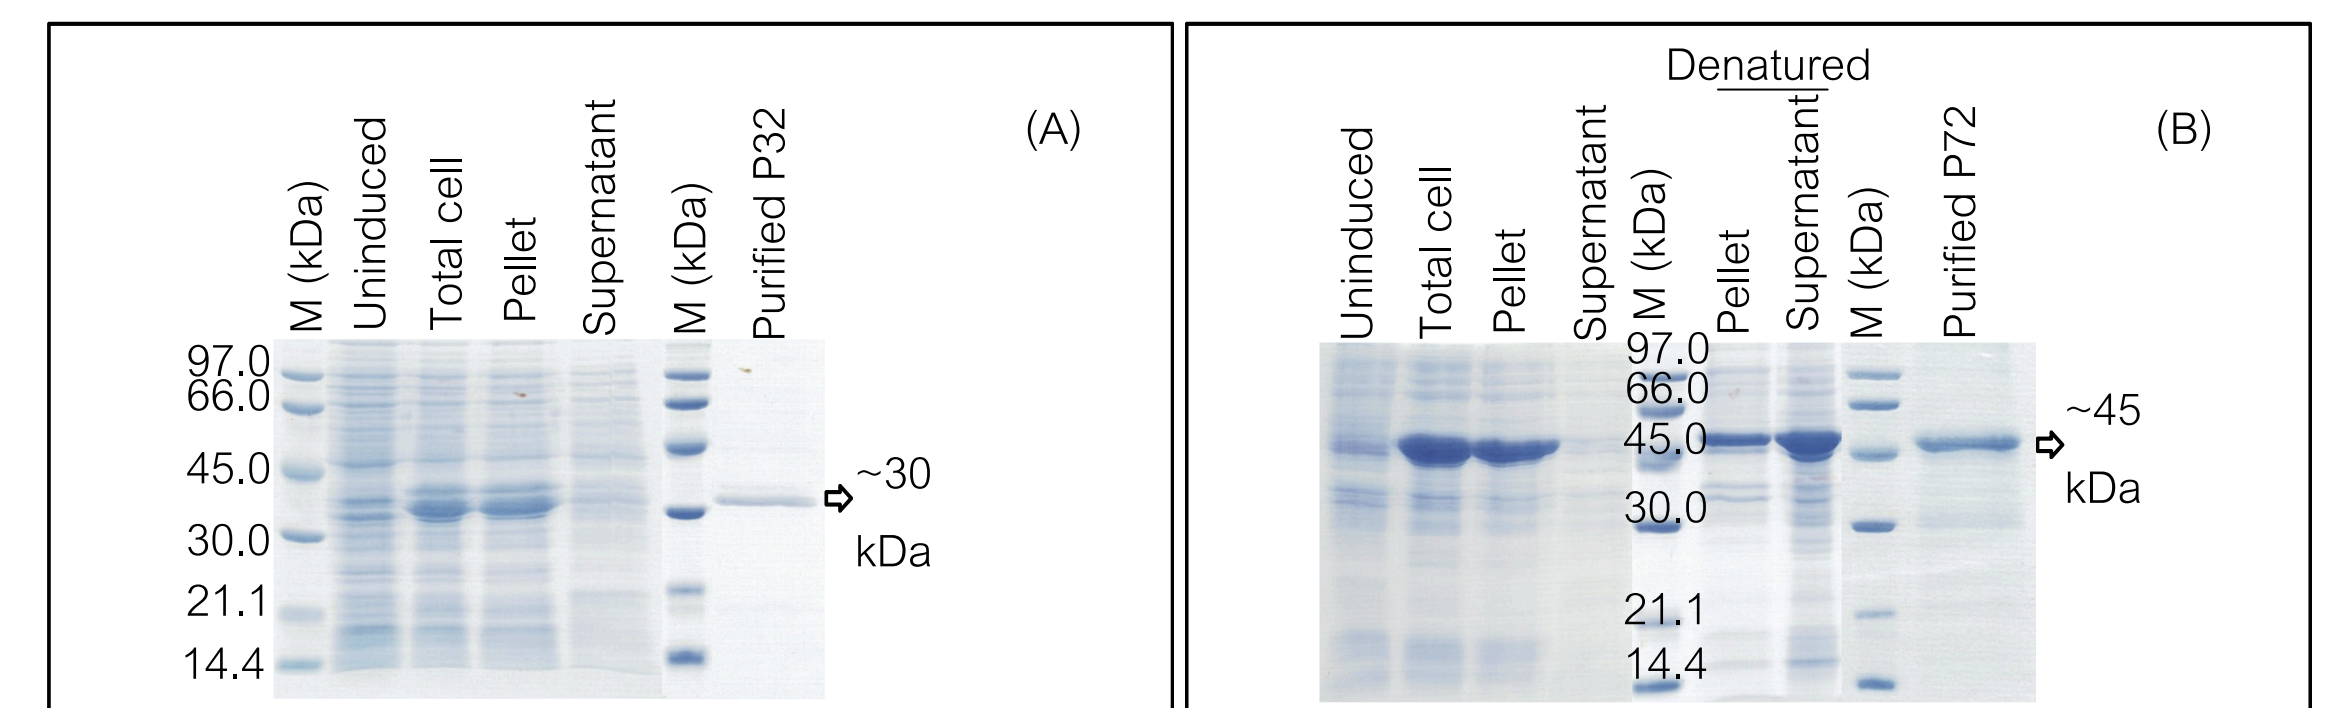 M (kDa)
Uninduced
Total cell
Pellet
Supernatant
M (kDa)
Purified P32
(A)
97.0
66.0
45.0
30.0
21.1
14.4
~30
kDa
Denatured
Uninduced
Total cell
Pellet
Supernatant
M (kDa)
Pellet
Supernatant
M (kDa)
Purified P72
(B)
97.0
66.0
45.0
30.0
21.1
14.4
~45
kDa